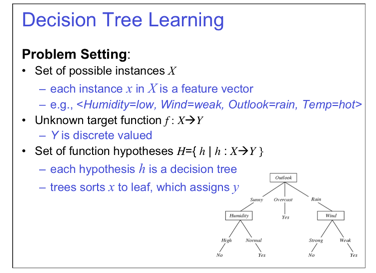 Decision Tree Learning
Problem Setting:
• Set of possible instances X
– each instance x in X is a feature vector
– e.g., <Humidity=low, Wind=weak, Outlook=rain, Temp=hot>
• Unknown target function f : X→Y
– Y is discrete valued
• Set of function hypotheses H={ h | h : X→Y }
– each hypothesis h is a decision tree
– trees sorts x to leaf, which assigns y
Outlook
Sunny Overcast Rain
Humidity Yes Wind
High Normal Strong Weak
No Yes No Yes